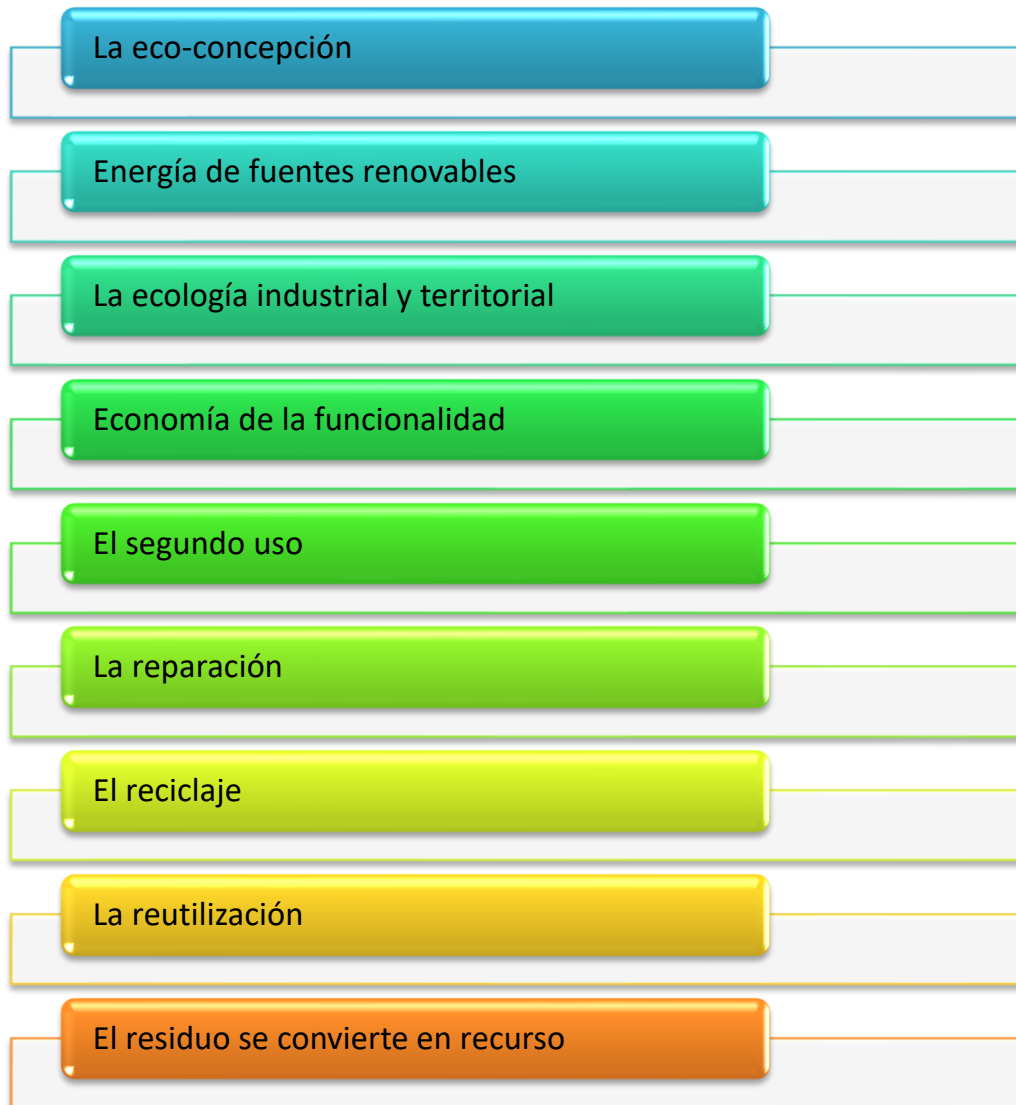 La eco-concepción
Energía de fuentes renovables
La ecología industrial y territorial
Economía de la funcionalidad
El segundo uso
La reparación
El reciclaje
La reutilización
El residuo se convierte en recurso